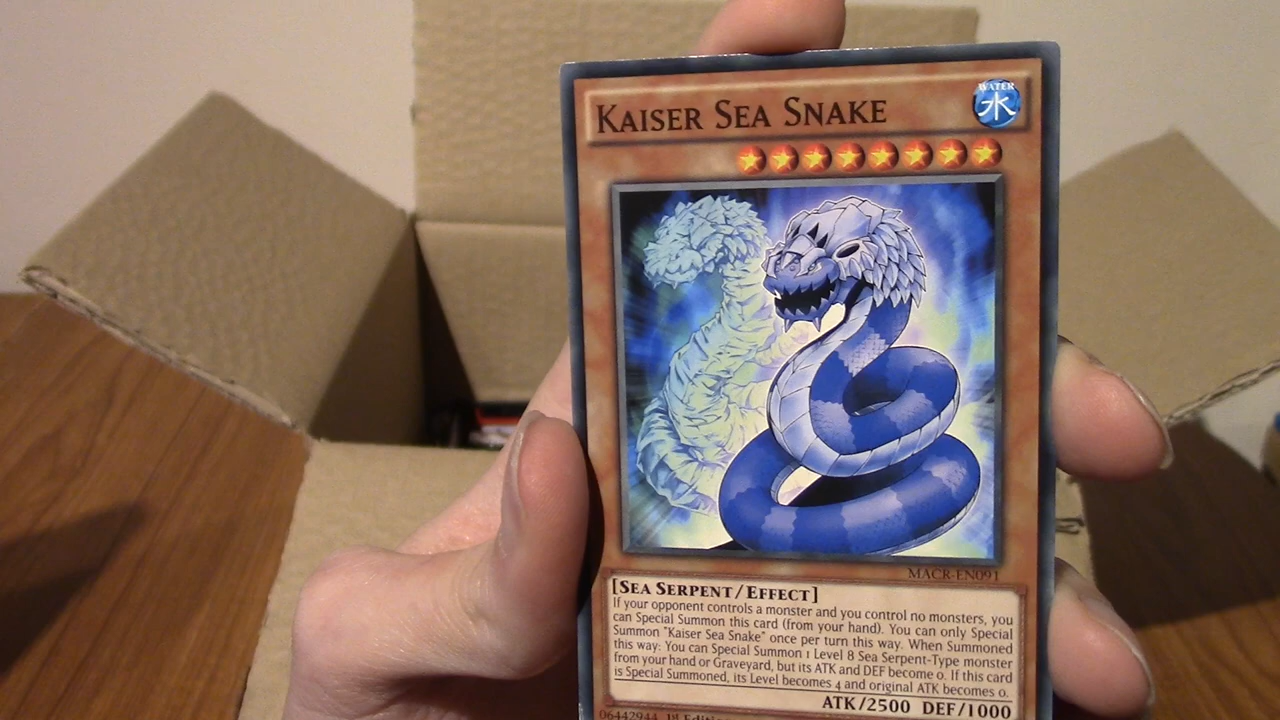 KAISER SEA SNAKE
WATER
水
MACR-EN091
[SEA SERPENT/EFFECT]
If your opponent controls a monster and you control no monsters, you
can Special Summon this card (from your hand). You can only Special
Summon "Kaiser Sea Snake" once per turn this way. When Summoned
this way: You can Special Summon 1 Level 8 Sea Serpent-Type monster
from your hand or Graveyard, but its ATK and DEF become 0. If this card
is Special Summoned, its Level becomes 4 and original ATK becomes 0.
ATK/2500 DEF/1000
06442944 1st Edition